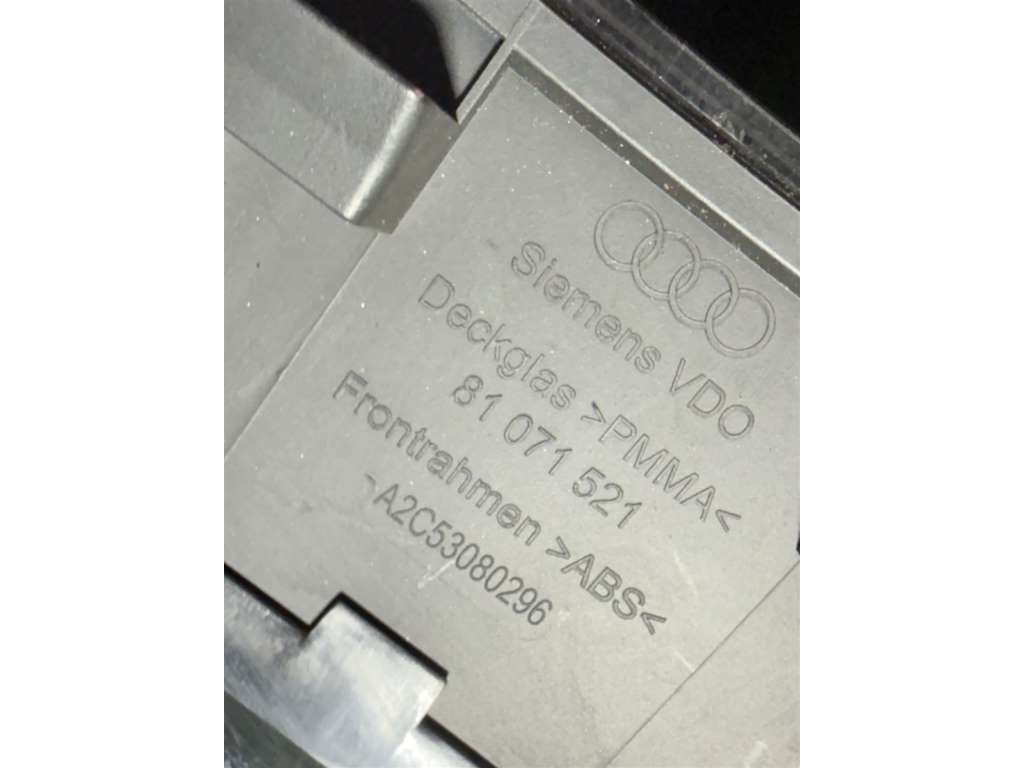 Siemens VDO
Deckglas >PMMA<
81 071 521
Frontrahmen >ABS<
A2C53080296